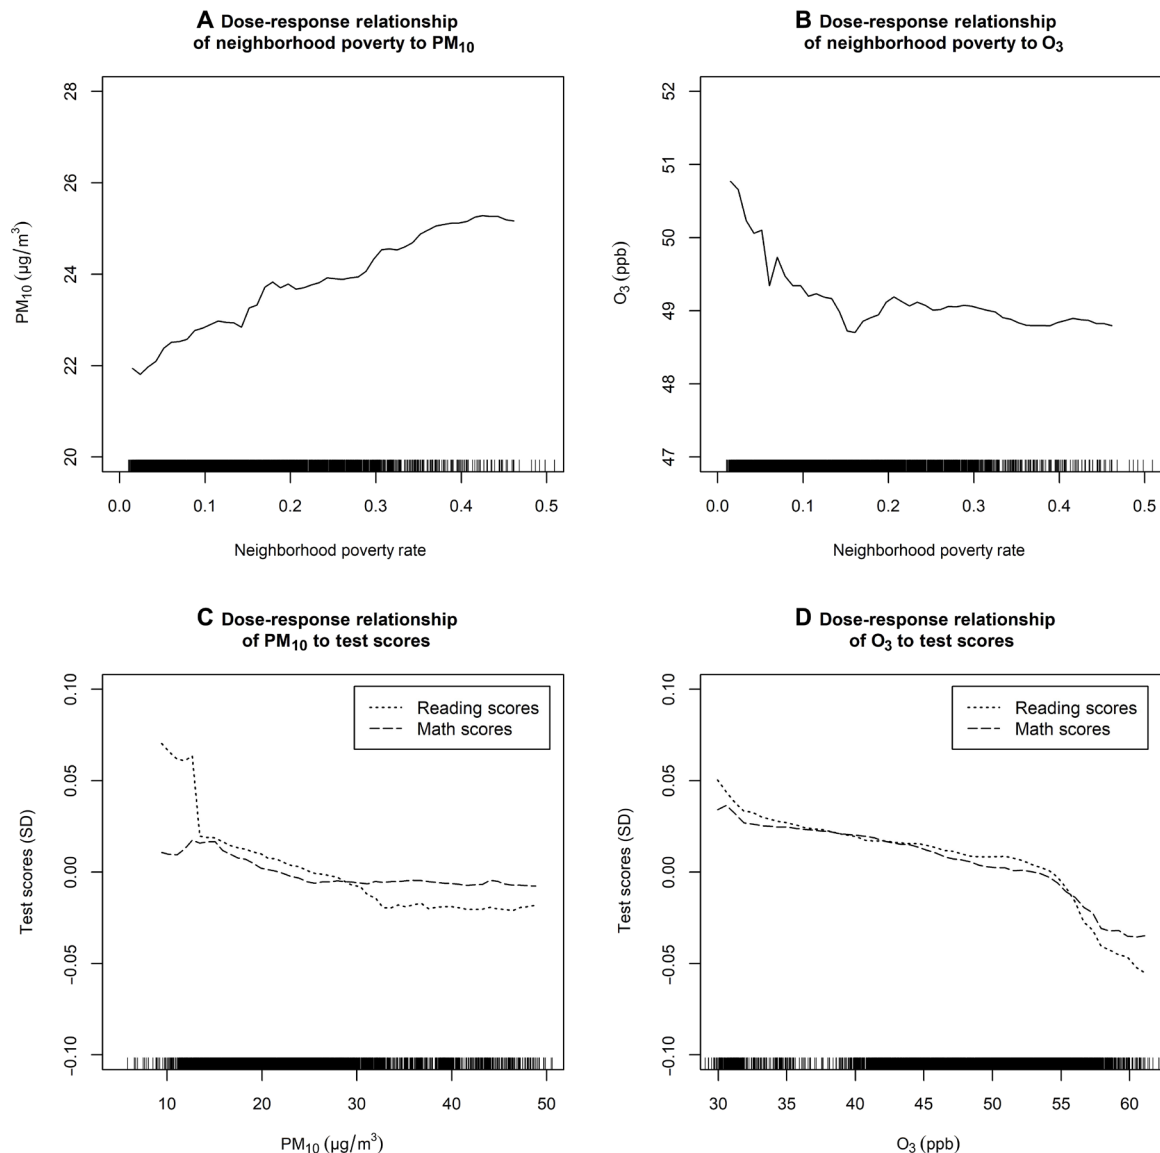 A Dose-response relationship
of neighborhood poverty to PM10
28
26
24
22
20
PM10 (μg/m3)
0.0 0.1 0.2 0.3 0.4 0.5
Neighborhood poverty rate
B Dose-response relationship
of neighborhood poverty to O3
52
51
50
49
48
47
O3 (ppb)
0.0 0.1 0.2 0.3 0.4 0.5
Neighborhood poverty rate
C Dose-response relationship
of PM10 to test scores
Reading scores
Math scores
0.10
0.05
0.00
−0.05
−0.10
Test scores (SD)
10 20 30 40 50
PM10 (μg/m3)
D Dose-response relationship
of O3 to test scores
Reading scores
Math scores
0.10
0.05
0.00
−0.05
−0.10
Test scores (SD)
30 35 40 45 50 55 60
O3 (ppb)